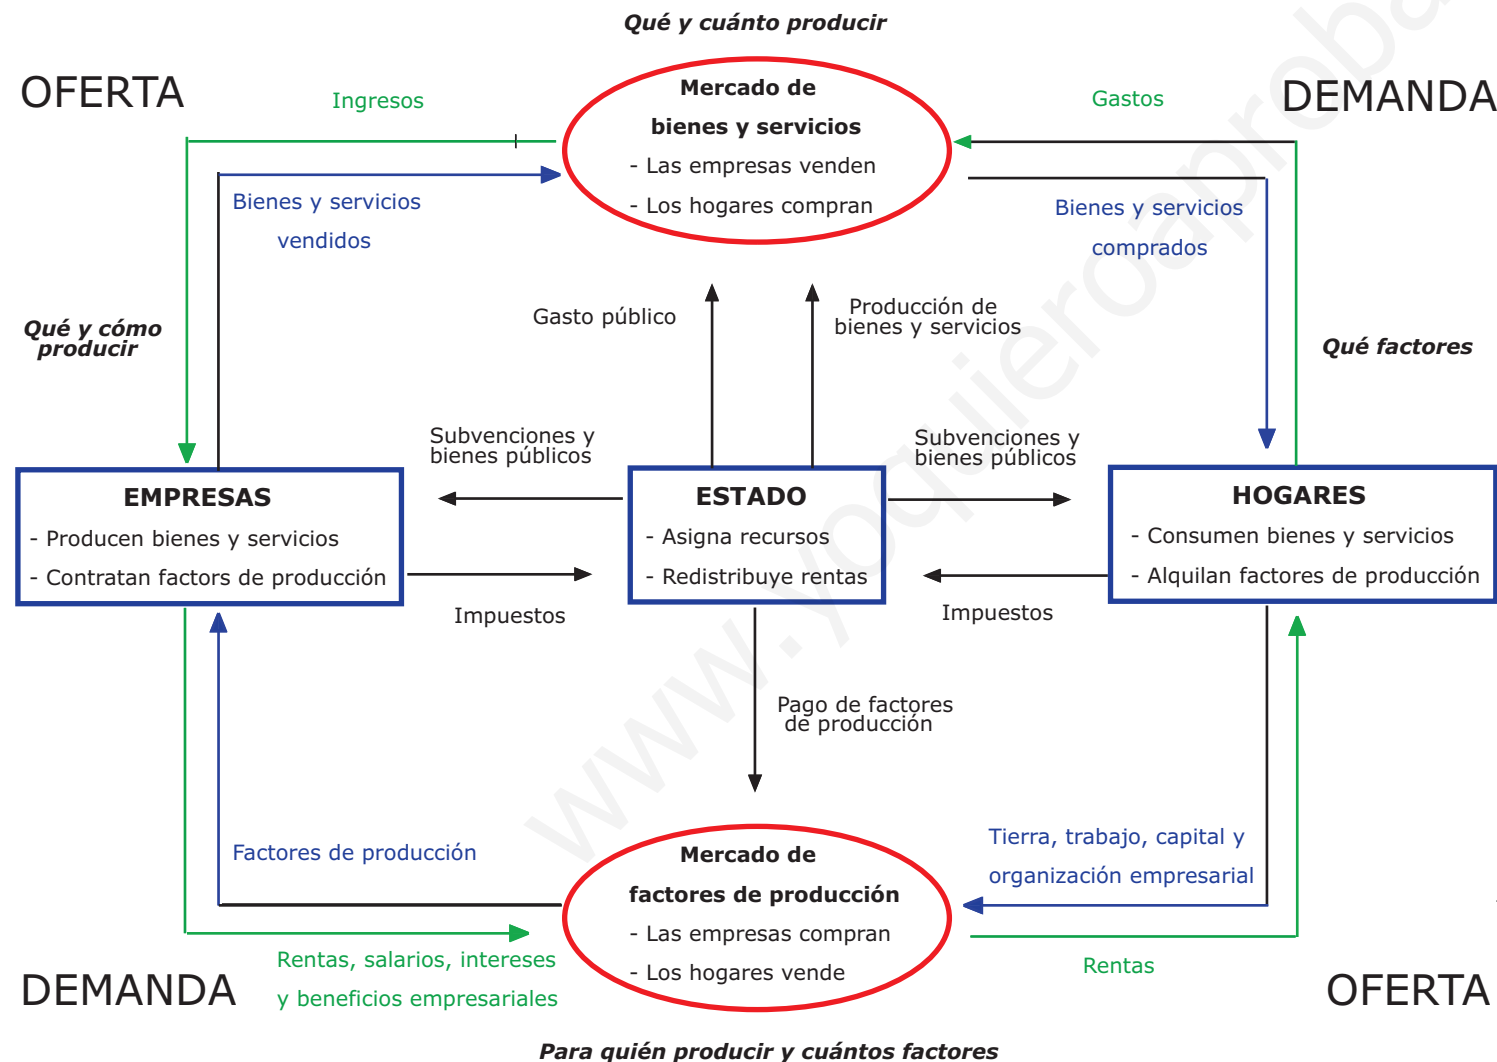 Qué y cuánto producir
OFERTA
Ingresos
Mercado de
bienes y servicios
- Las empresas venden
- Los hogares compran
Gastos
DEMANDA
Bienes y servicios
vendidos
Bienes y servicios
comprados
Qué y cómo
producir
Gasto público
Producción de
bienes y servicios
Qué factores
Subvenciones y
bienes públicos
Subvenciones y
bienes públicos
EMPRESAS
- Producen bienes y servicios
- Contratan factors de producción
ESTADO
- Asigna recursos
- Redistribuye rentas
HOGARES
- Consumen bienes y servicios
- Alquilan factores de producción
Impuestos
Impuestos
Pago de factores
de producción
Factores de producción
Mercado de
factores de producción
- Las empresas compran
- Los hogares vende
Tierra, trabajo, capital y
organización empresarial
Rentas, salarios, intereses
y beneficios empresariales
Rentas
DEMANDA
OFERTA
Para quién producir y cuántos factores
www.yoquieroaproba